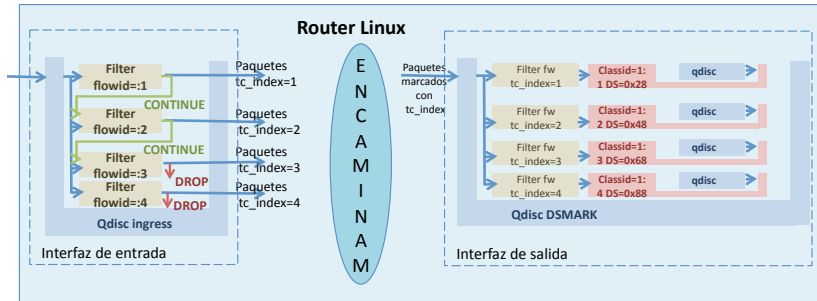 Router Linux
Filter
flowid=:1
CONTINUE
Filter
flowid=:2
CONTINUE
Filter
flowid=:3
DROP
Filter
flowid=:4
DROP
Qdisc ingress
Interfaz de entrada
Paquetes
tc_index=1
Paquetes
tc_index=2
Paquetes
tc_index=3
Paquetes
tc_index=4
E
N
C
A
M
I
N
A
M
Paquetes
marcados
con
tc_index
Filter fw
tc_index=1
Classid=1:
1 DS=0x28
qdisc
Filter fw
tc_index=2
Classid=1:
2 DS=0x48
qdisc
Filter fw
tc_index=3
Classid=1:
3 DS=0x68
qdisc
Filter fw
tc_index=4
Classid=1:
4 DS=0x88
qdisc
Qdisc DSMARK
Interfaz de salida